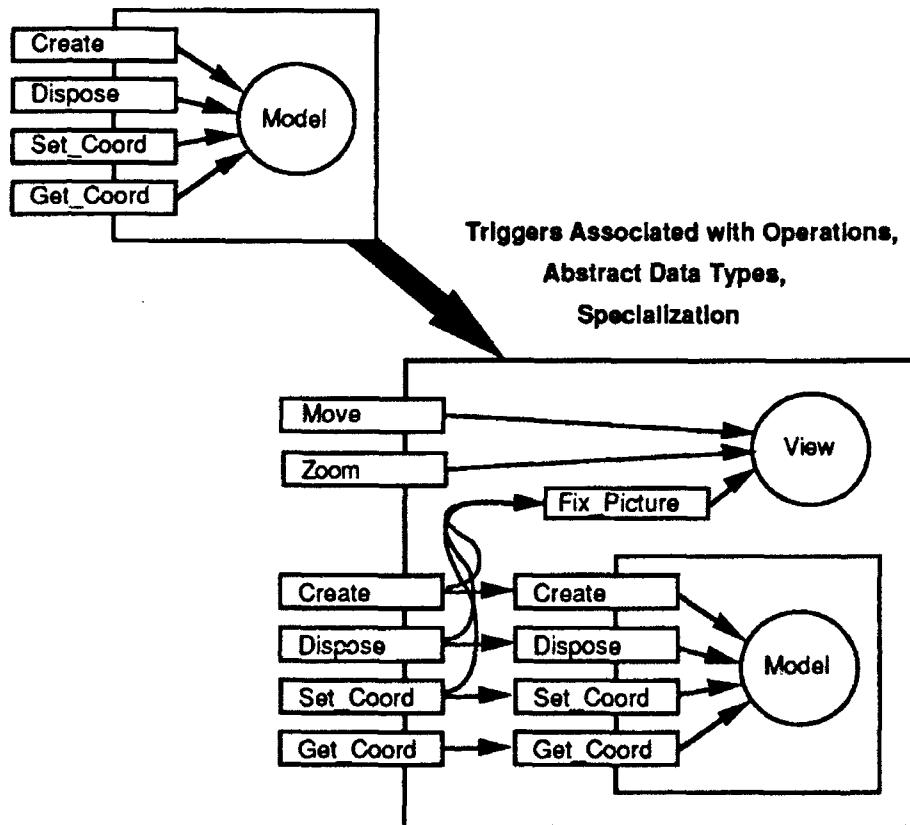 Create
Dispose
Model
Set_Coord
Get_Coord
Triggers Associated with Operations,
Abstract Data Types,
Specialization
Move
View
Zoom
Fix_Picture
Create
Create
Dispose
Dispose
Model
Set_Coord
Set_Coord
Get_Coord
Get_Coord